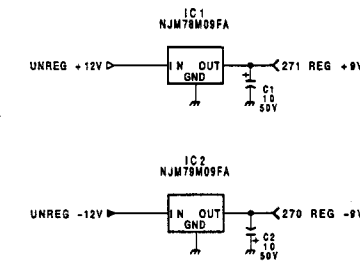 IC1
NJM78M09FA
UNREG +12V
IN OUT
GND
271 REG +9V
+
C1
10
50V
IC2
NJM79M09FA
UNREG -12V
IN OUT
GND
270 REG -9V
+
C2
10
50V